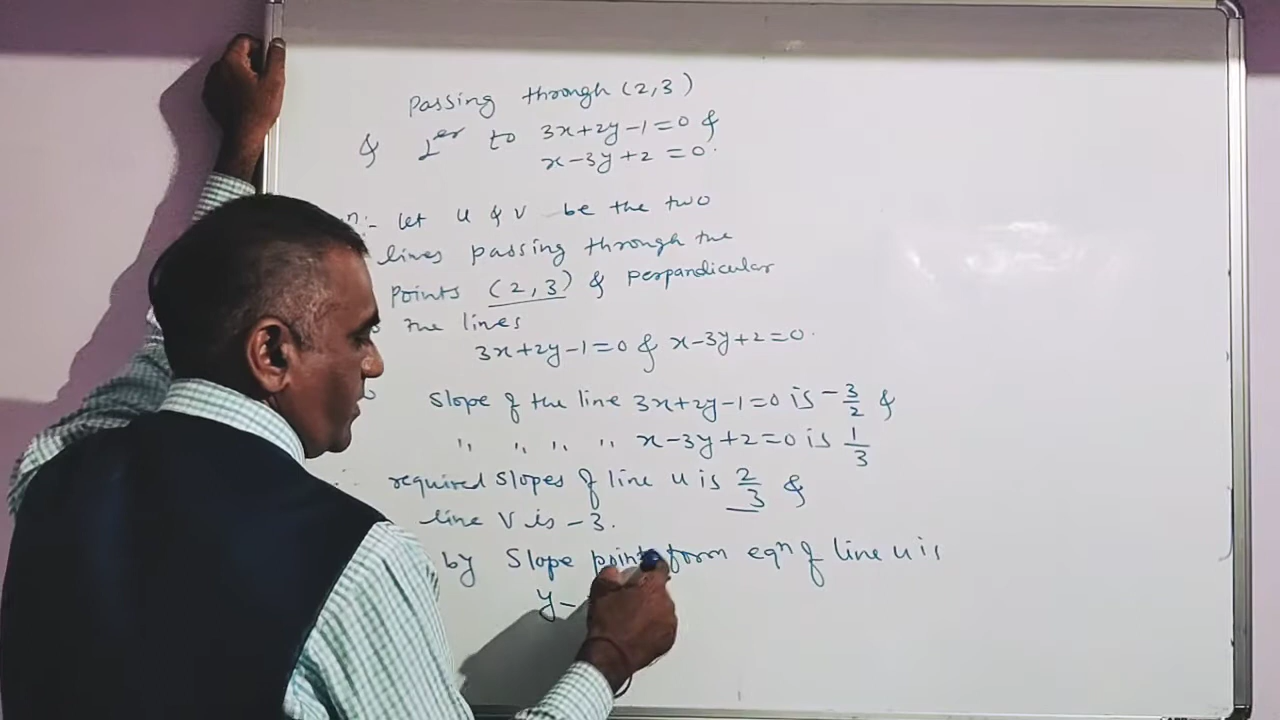 Passing through (2,3)
& ⊥er to 3x+2y-1=0 &
x-3y+2=0.
n:- let u & v be the two
lines passing through the
Points (2,3) & perpandicular
the lines
3x+2y-1=0 & x-3y+2=0.
Slope of the line 3x+2y-1=0 is -3/2 &
" " " " x-3y+2=0 is 1/3
required slopes of line u is 2/3 &
line v is -3.
by Slope point form eqn of line u is
y-